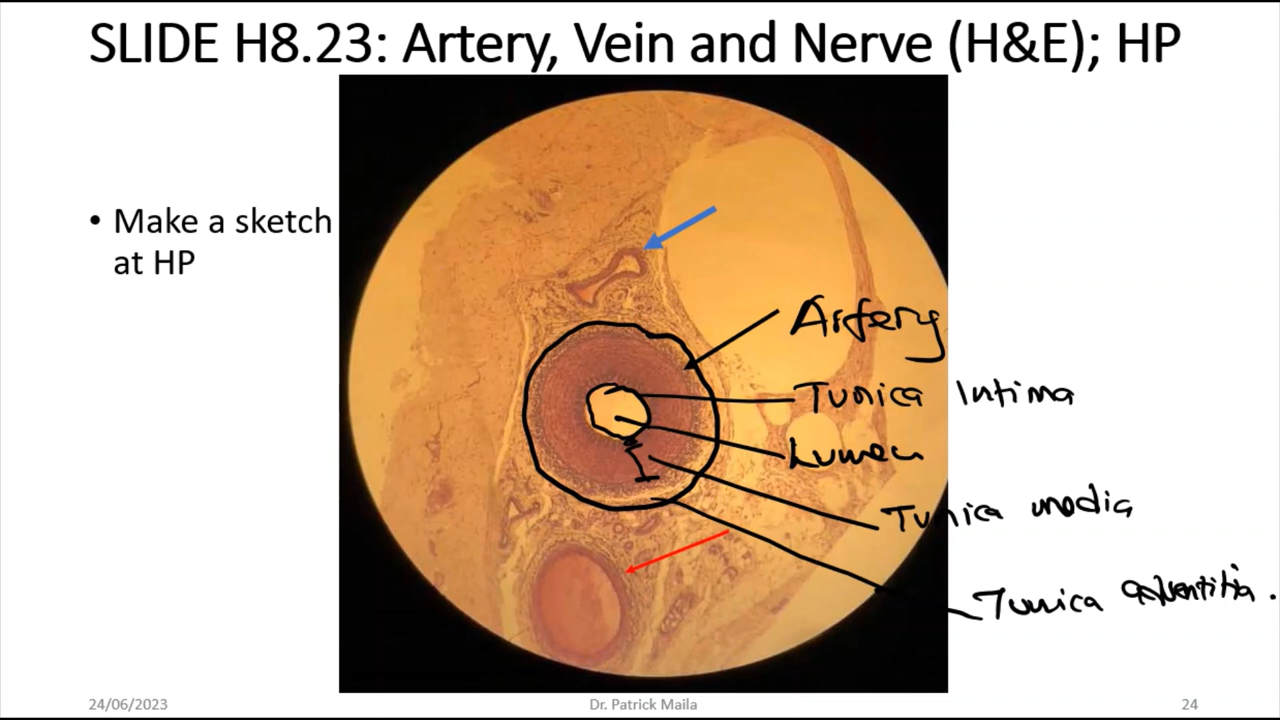 SLIDE H8.23: Artery, Vein and Nerve (H&E); HP
• Make a sketch
at HP
Artery
Tunica Intima
Lumen
Tunica media
Tunica adventitia.
24/06/2023
Dr. Patrick Maila
24